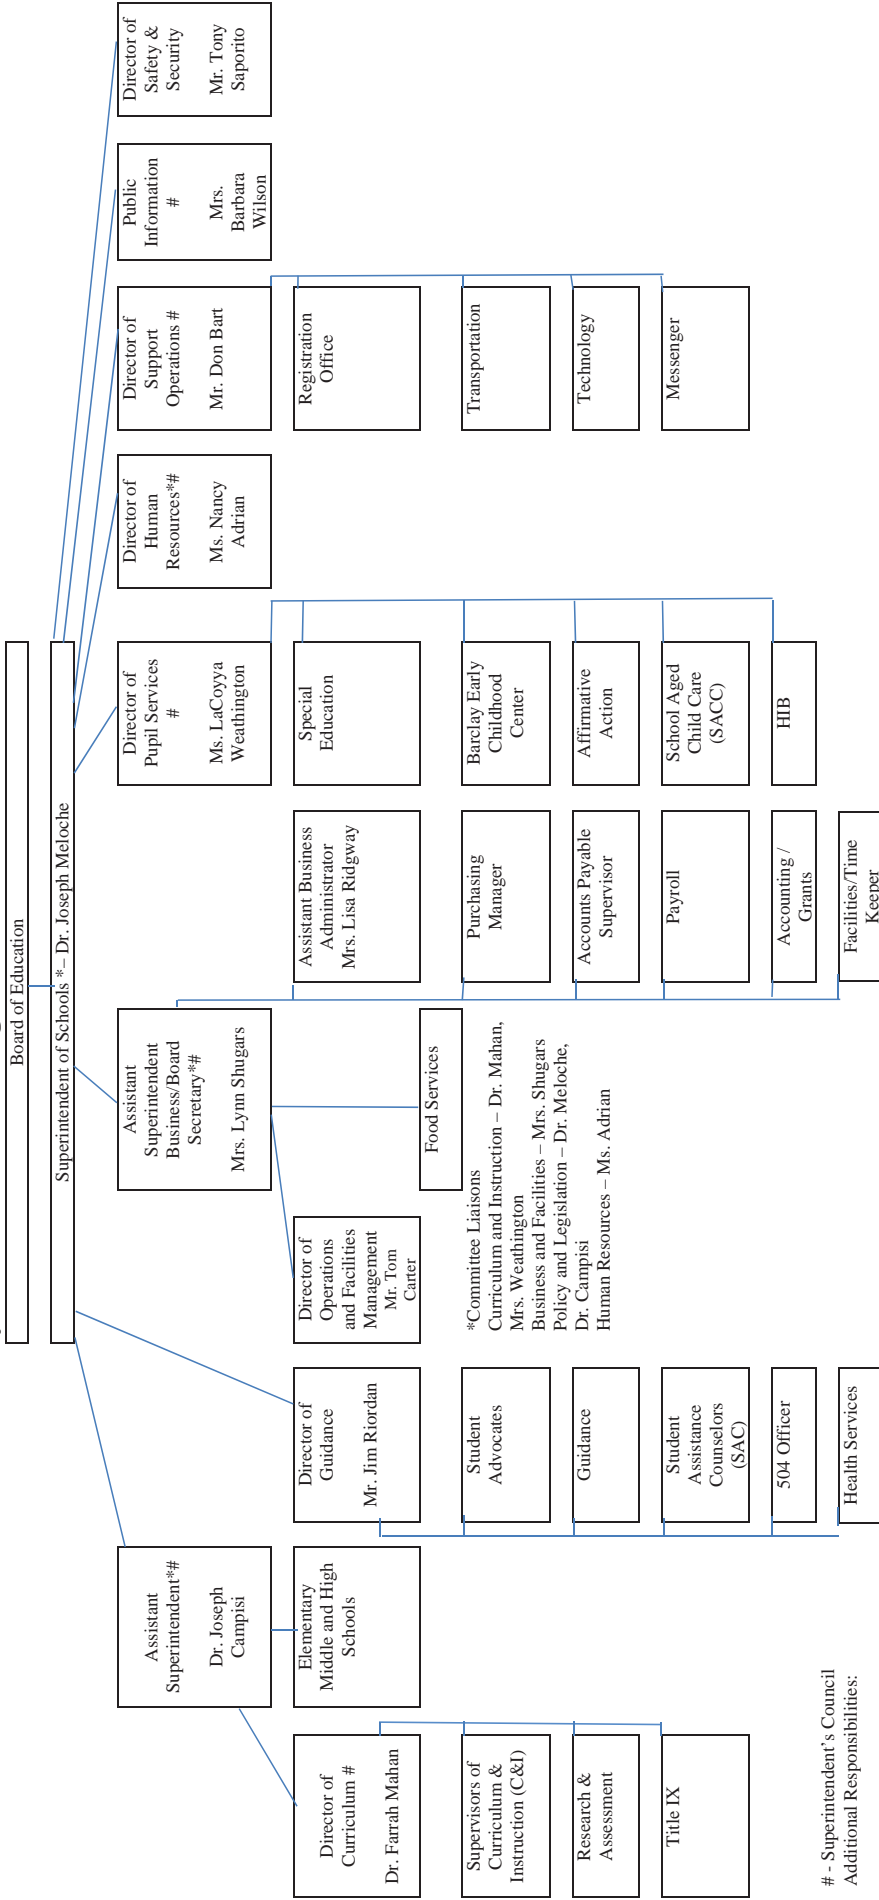 Board of Education
Superintendent of Schools *– Dr. Joseph Meloche
Assistant
Superintendent*#
Dr. Joseph
Campisi
Assistant
Superintendent
Business/Board
Secretary*#
Mrs. Lynn Shugars
Director of
Pupil Services
#
Ms. LaCoyya
Weathington
Director of
Human
Resources*#
Ms. Nancy
Adrian
Director of
Support
Operations #
Mr. Don Bart
Public
Information
#
Mrs.
Barbara
Wilson
Director of
Safety &
Security
Mr. Tony
Saporito
Director of
Curriculum #
Dr. Farrah Mahan
Elementary
Middle and High
Schools
Director of
Guidance
Mr. Jim Riordan
Director of
Operations
and Facilities
Management
Mr. Tom
Carter
Assistant Business
Administrator
Mrs. Lisa Ridgway
Special
Education
Registration
Office
Food Services
Supervisors of
Curriculum &
Instruction (C&I)
Student
Advocates
*Committee Liaisons
Curriculum and Instruction – Dr. Mahan,
Mrs. Weathington
Business and Facilities – Mrs. Shugars
Policy and Legislation – Dr. Meloche,
Dr. Campisi
Human Resources – Ms. Adrian
Purchasing
Manager
Barclay Early
Childhood
Center
Transportation
Research &
Assessment
Guidance
Accounts Payable
Supervisor
Affirmative
Action
Technology
Title IX
Student
Assistance
Counselors
(SAC)
Payroll
School Aged
Child Care
(SACC)
Messenger
504 Officer
Accounting /
Grants
HIB
Health Services
Facilities/Time
Keeper
# - Superintendent's Council
Additional Responsibilities: